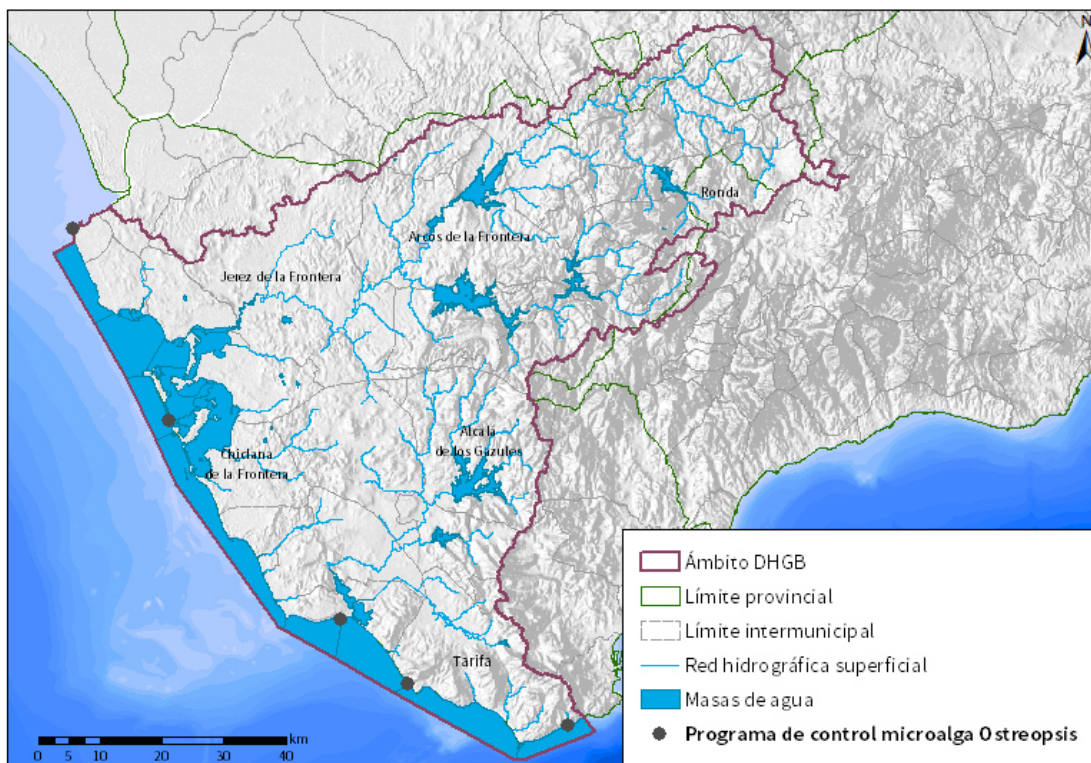 N
Ronda
Arcos de la Frontera
Jerez de la Frontera
Alcalá
de los Gazules
Chiclana
de la Frontera
Tarifa
Ámbito DHGB
Límite provincial
Límite intermunicipal
Red hidrográfica superficial
Masas de agua
Programa de control microalga Ostreopsis
km
0 5 10 20 30 40